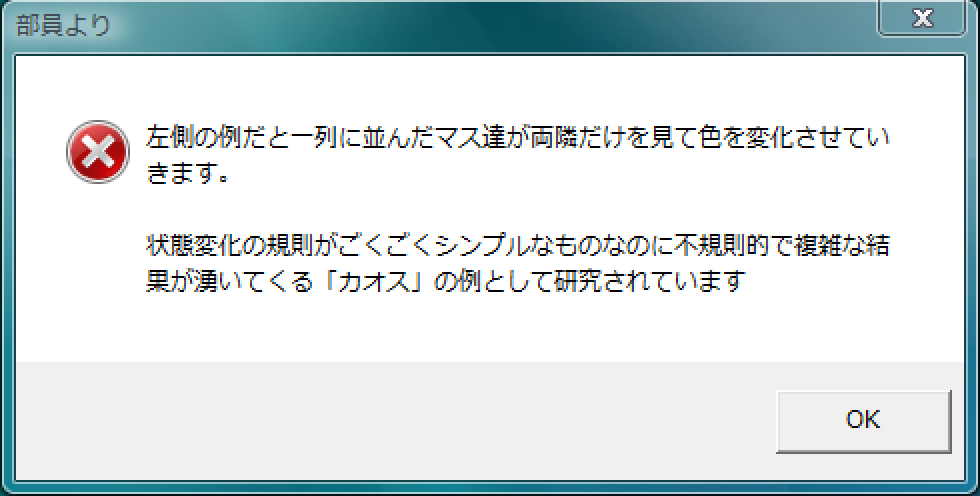 部員より
左側の例だと一列に並んだマス達が両隣だけを見て色を変化させてい
きます。
状態変化の規則がごくごくシンプルなものなのに不規則的で複雑な結
果が湧いてくる「カオス」の例として研究されています
OK